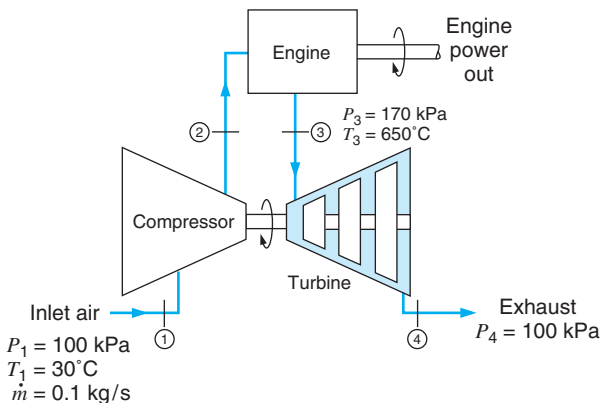 Engine
power
out
Engine
P3 = 170 kPa
T3 = 650˚C
2
3
Compressor
Turbine
Inlet air
1
P1 = 100 kPa
T1 = 30˚C
ṁ = 0.1 kg/s
4
Exhaust
P4 = 100 kPa